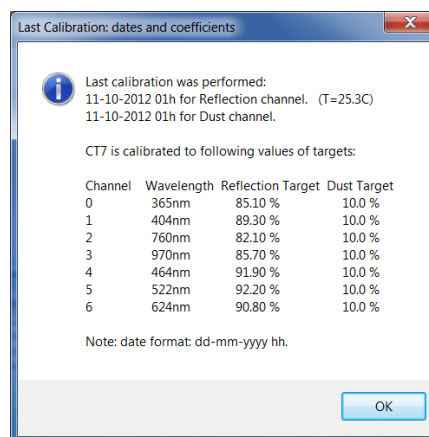 Last Calibration: dates and coefficients
Last calibration was performed:
11-10-2012 01h for Reflection channel. (T=25.3C)
11-10-2012 01h for Dust channel.
CT7 is calibrated to following values of targets:
Channel Wavelength Reflection Target Dust Target
0 365nm 85.10 % 10.0 %
1 404nm 89.30 % 10.0 %
2 760nm 82.10 % 10.0 %
3 970nm 85.70 % 10.0 %
4 464nm 91.90 % 10.0 %
5 522nm 92.20 % 10.0 %
6 624nm 90.80 % 10.0 %
Note: date format: dd-mm-yyyy hh.
OK